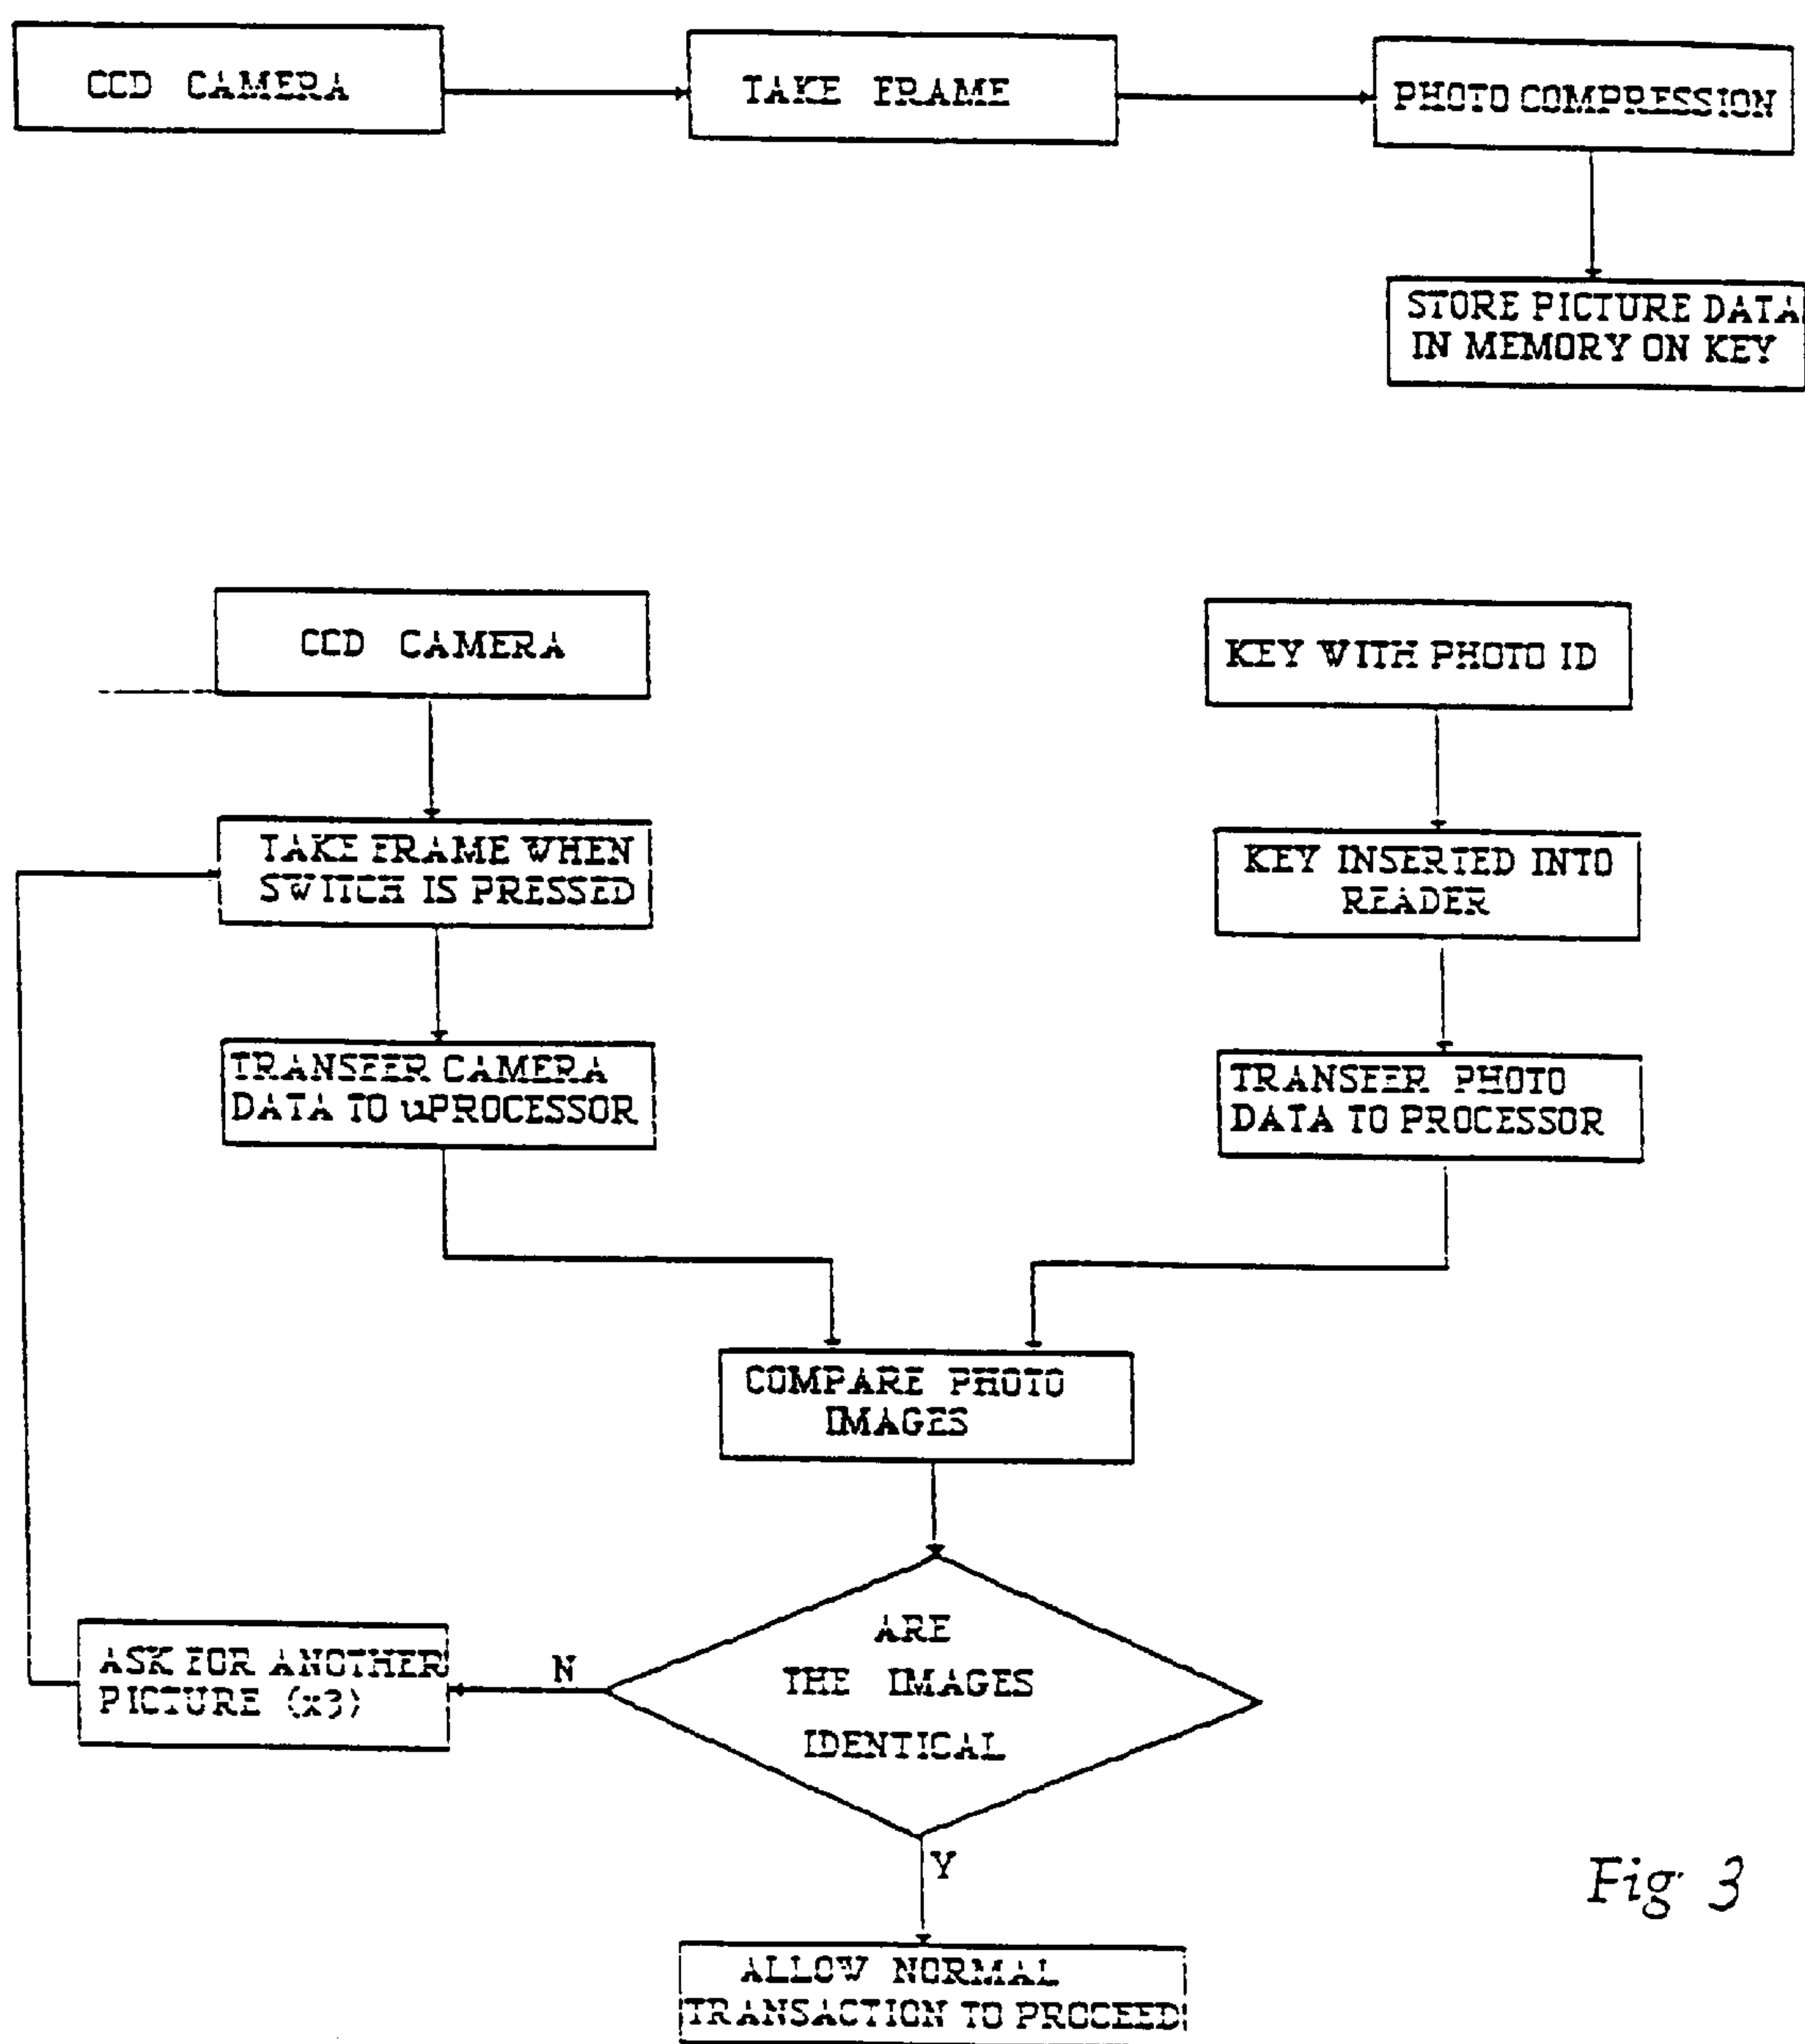 CCD CAMERA
TAKE FRAME
PHOTO COMPRESSION
STORE PICTURE DATA
IN MEMORY ON KEY
CCD CAMERA
KEY WITH PHOTO ID
TAKE FRAME WHEN
SWITCH IS PRESSED
KEY INSERTED INTO
READER
TRANSFER CAMERA
DATA TO uPROCESSOR
TRANSFER PHOTO
DATA TO PROCESSOR
COMPARE PHOTO
IMAGES
ARE
THE IMAGES
IDENTICAL
N
ASK FOR ANOTHER
PICTURE (x3)
Y
ALLOW NORMAL
TRANSACTION TO PROCEED
Fig 3